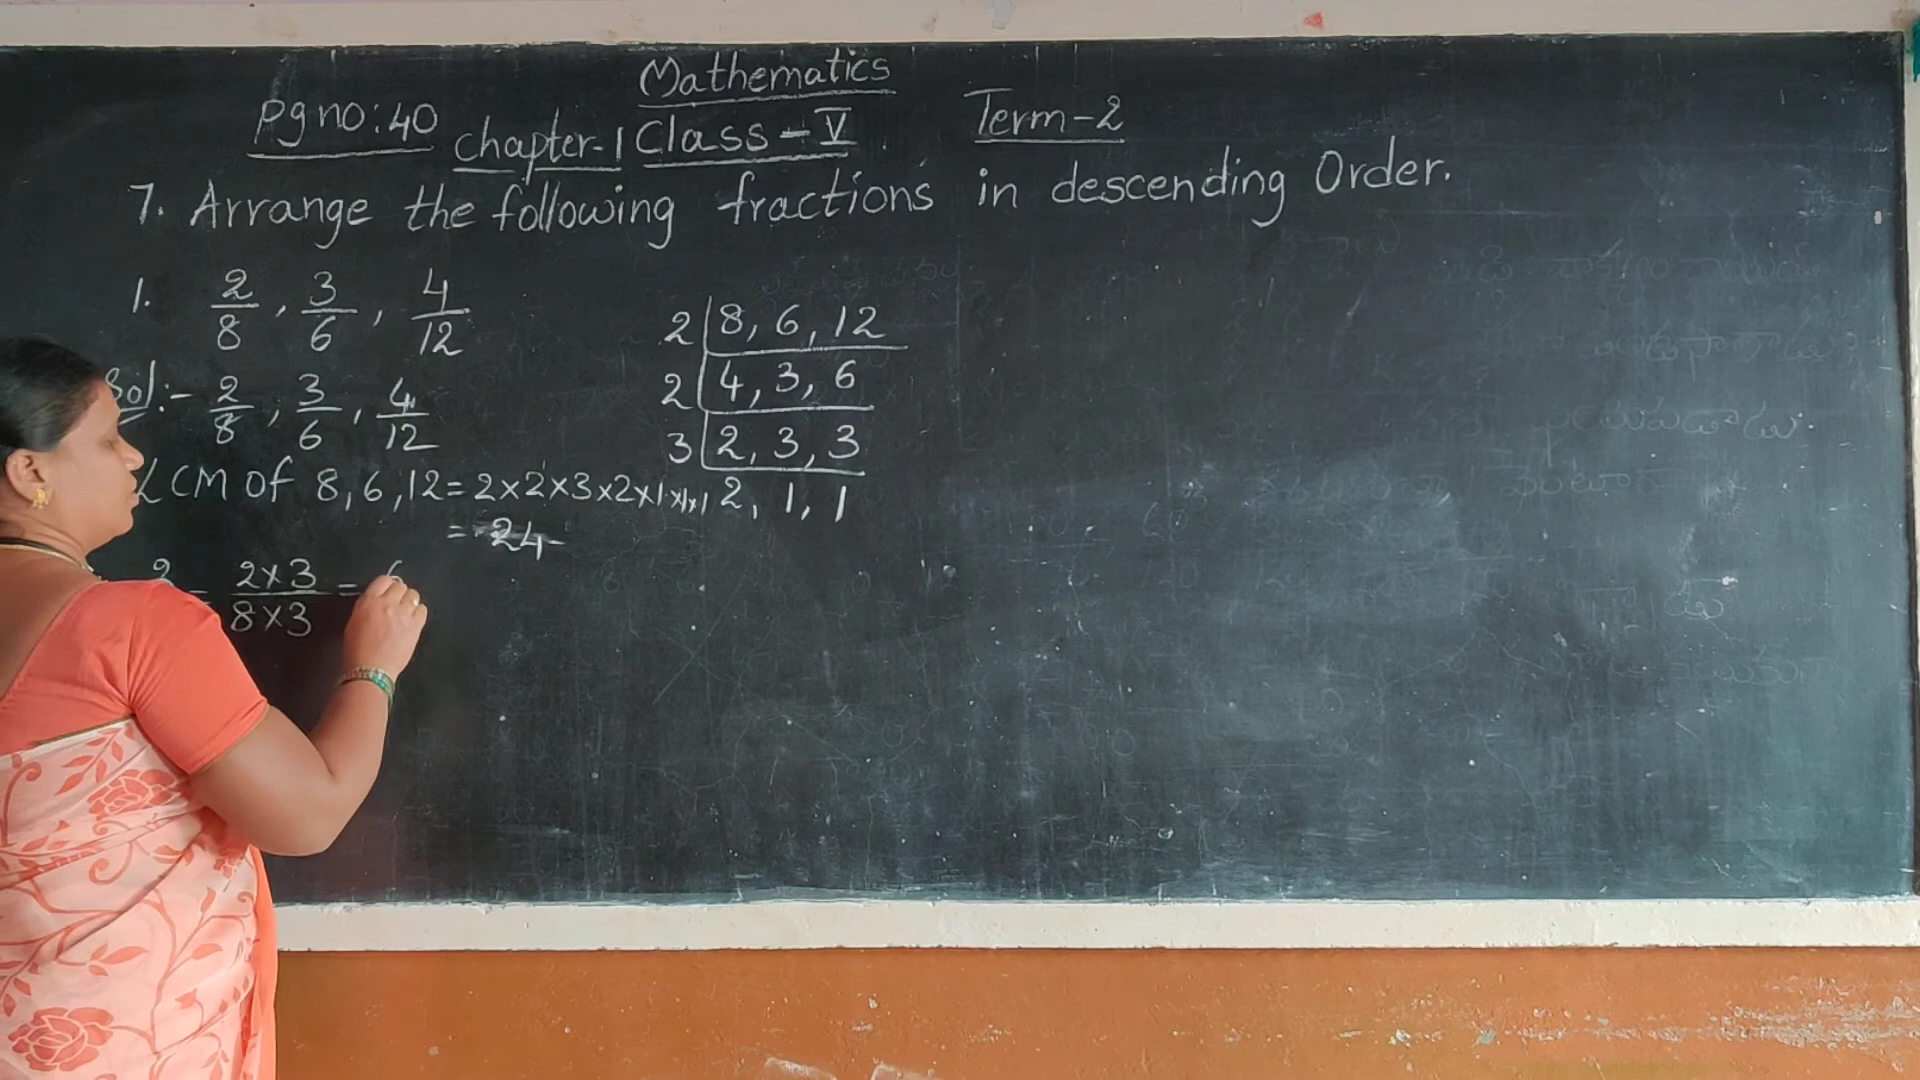 Mathematics
Pg no: 40 Chapter-1 Class - V Term-2
7. Arrange the following fractions in descending Order.
1. 2/8, 3/6, 4/12
Sol:- 2/8, 3/6, 4/12
2 | 8, 6, 12
2 | 4, 3, 6
3 | 2, 3, 3
2, 1, 1
LCM of 8, 6, 12 = 2×2×3×2×1×1×1
= 24
2 = 2×3/8×3 = 6